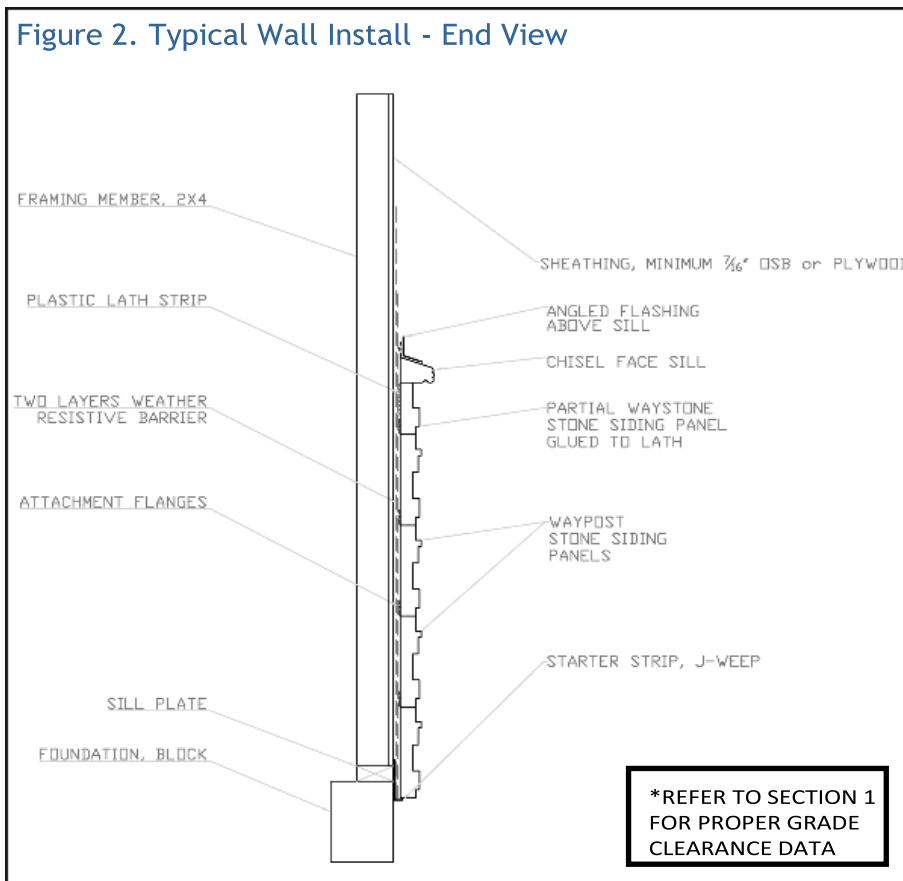 Figure 2. Typical Wall Install - End View
FRAMING MEMBER, 2X4
SHEATHING, MINIMUM 7/16" OSB or PLYWOOD
PLASTIC LATH STRIP
ANGLED FLASHING
ABOVE SILL
CHISEL FACE SILL
TWO LAYERS WEATHER
RESISTIVE BARRIER
PARTIAL WAYSTONE
STONE SIDING PANEL
GLUED TO LATH
ATTACHMENT FLANGES
WAYPOST
STONE SIDING
PANELS
STARTER STRIP, J-WEEP
SILL PLATE
FOUNDATION, BLOCK
*REFER TO SECTION 1
FOR PROPER GRADE
CLEARANCE DATA